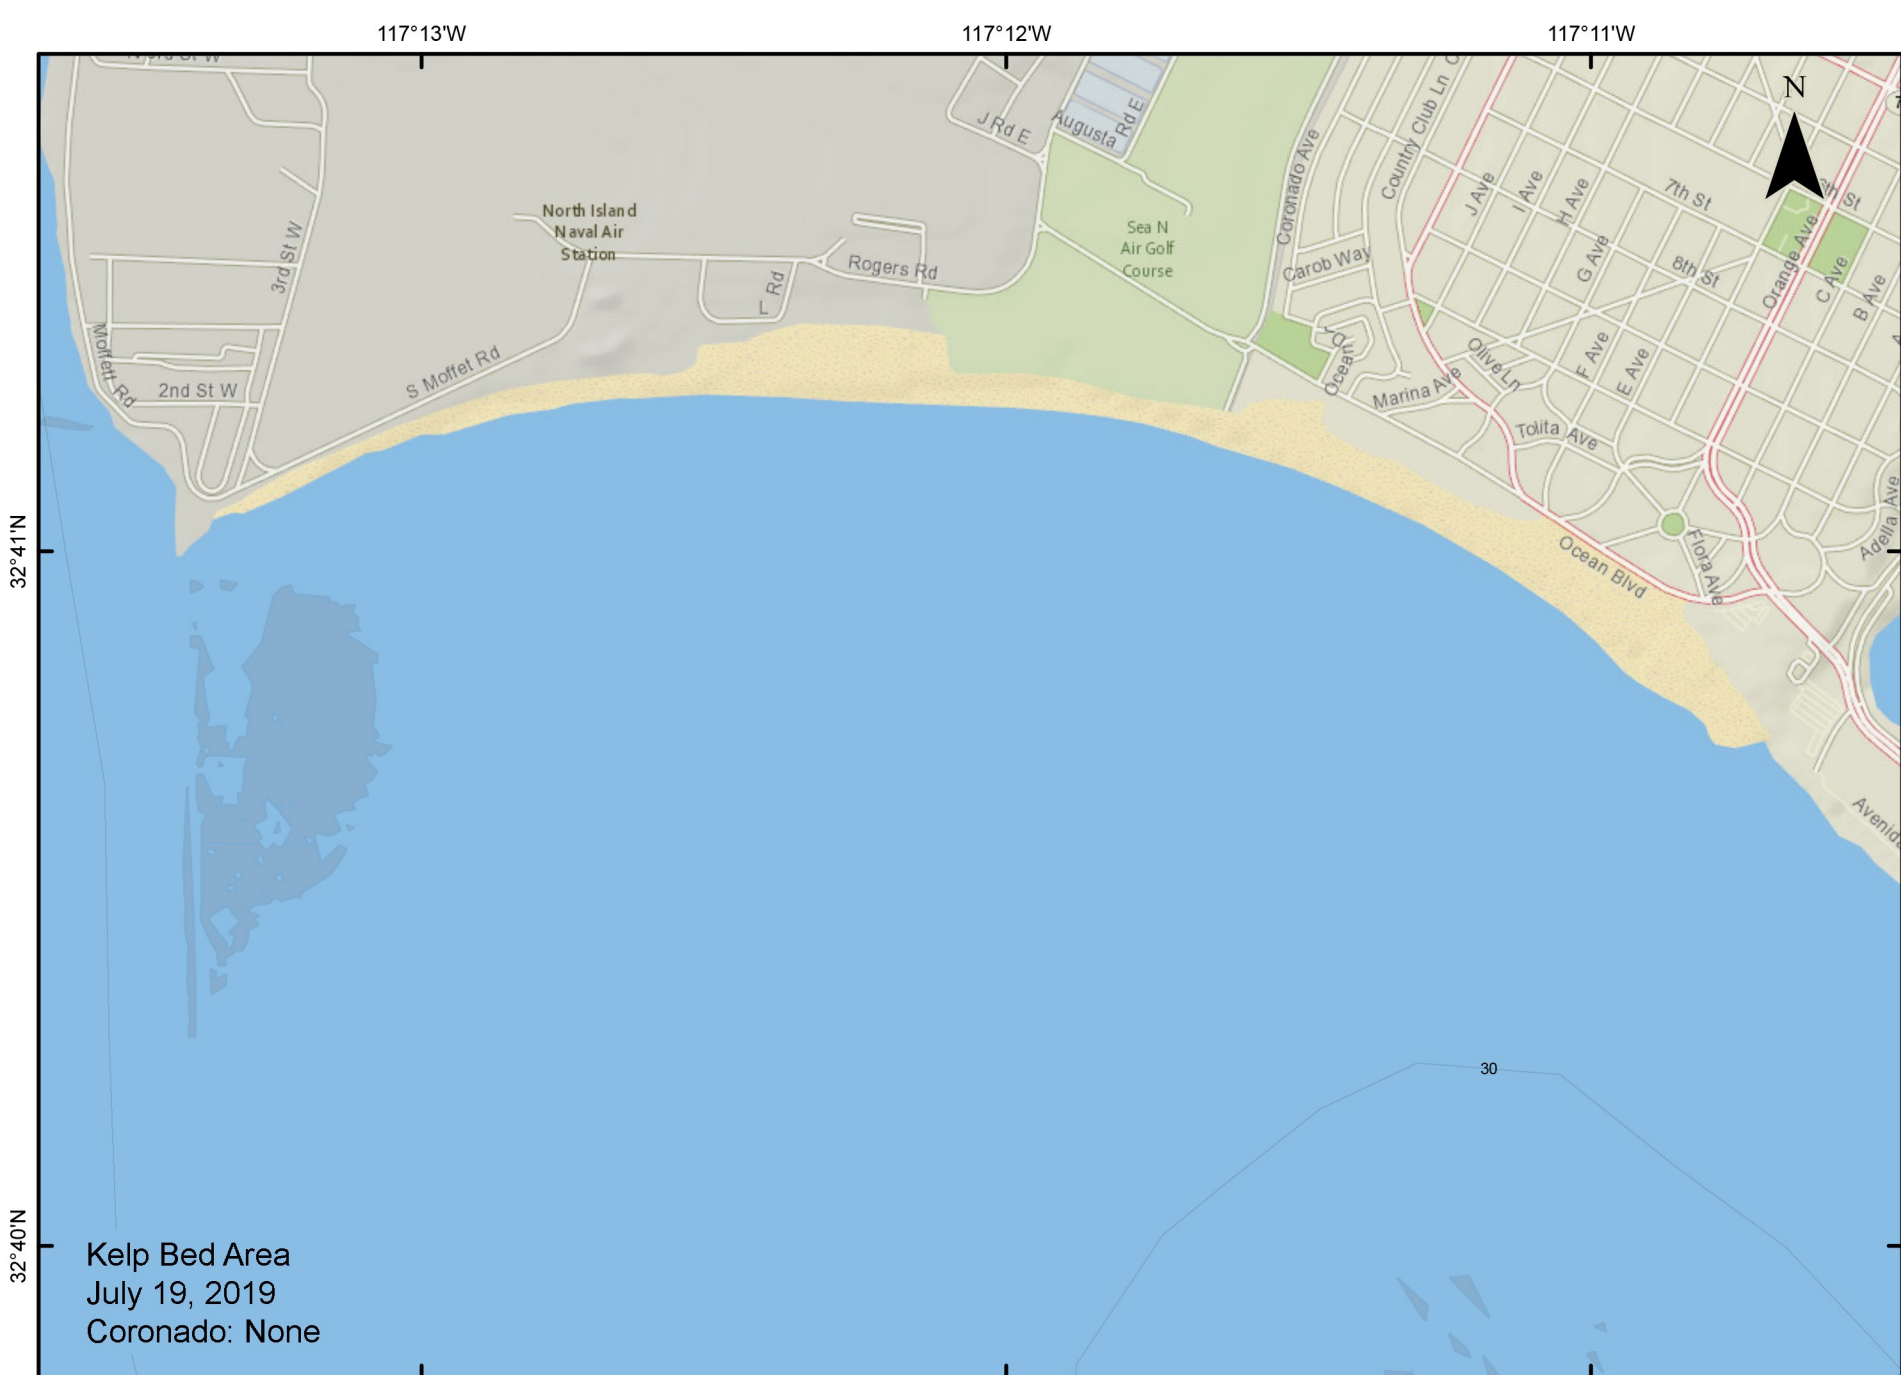 117°13'W 117°12'W 117°11'W
N
J Rd E
Augusta
Rd E
Country Club Ln
Coronado Ave
J Ave
I Ave
H Ave
7th St
6th St
North Island
Naval Air
Station
3rd St W
Sea N
Air Golf
Course
Rogers Rd
L Rd
Carob Way
G Ave
8th St
Orange Ave
C Ave
B Ave
Moffett Rd
2nd St W
S Moffet Rd
Ocean Dr
Marina Ave
Olive Ln
F Ave
E Ave
Tolita Ave
32°41'N
Ocean Blvd
Flora Ave
Adella Ave
30
32°40'N
Kelp Bed Area
July 19, 2019
Coronado: None